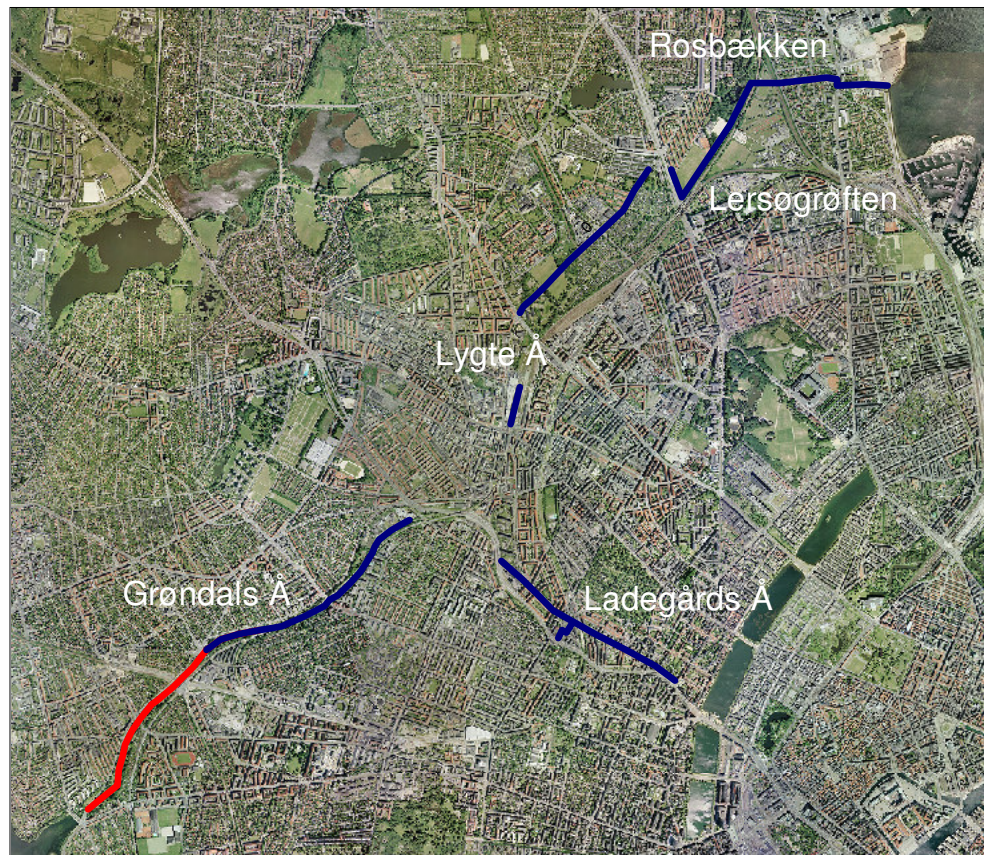 Rosbækken
Lersøgrøften
Lygte Å
Grøndals Å
Ladegårds Å